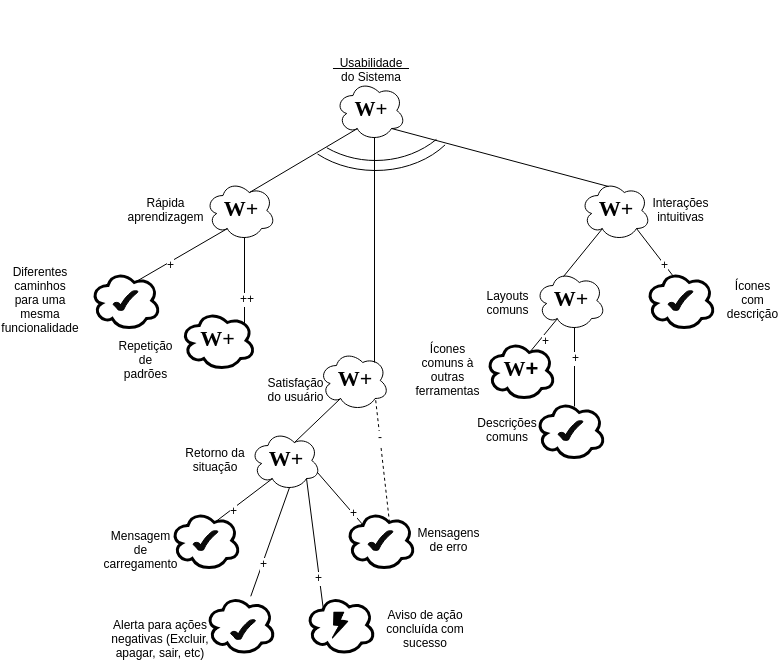 Usabilidade
do Sistema
W+
Rápida
aprendizagem
W+
W+
Interações
intuitivas
+
+
Diferentes
caminhos
para uma
mesma
funcionalidade
++
W+
Repetição
de
padrões
Layouts
comuns
W+
Ícones
com
descrição
+
+
Ícones
comuns à
outras
ferramentas
W+
Satisfação
do usuário
W+
Descrições
comuns
-
Retorno da
situação
W+
+
+
Mensagem
de
carregamento
Mensagens
de erro
+
+
Alerta para ações
negativas (Excluir,
apagar, sair, etc)
Aviso de ação
concluída com
sucesso